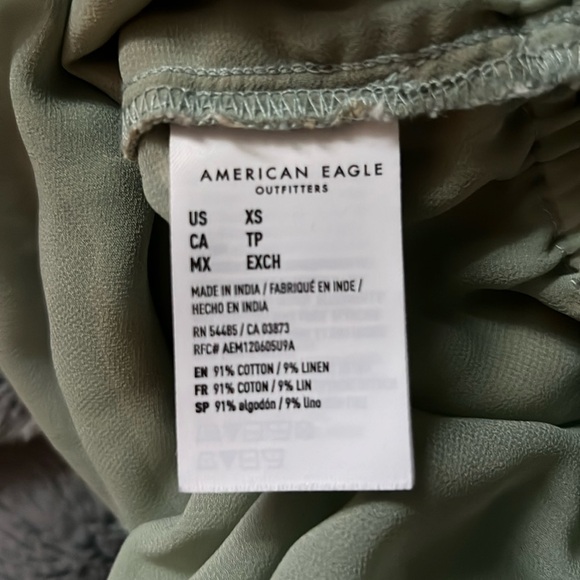 AMERICAN EAGLE
OUTFITTERS
US XS
CA TP
MX EXCH
MADE IN INDIA / FABRIQUÉ EN INDE /
HECHO EN INDIA
RN 54485 / CA 03873
RFC# AEM120605U9A
EN 91% COTTON / 9% LINEN
FR 91% COTON / 9% LIN
SP 91% algodón / 9% lino